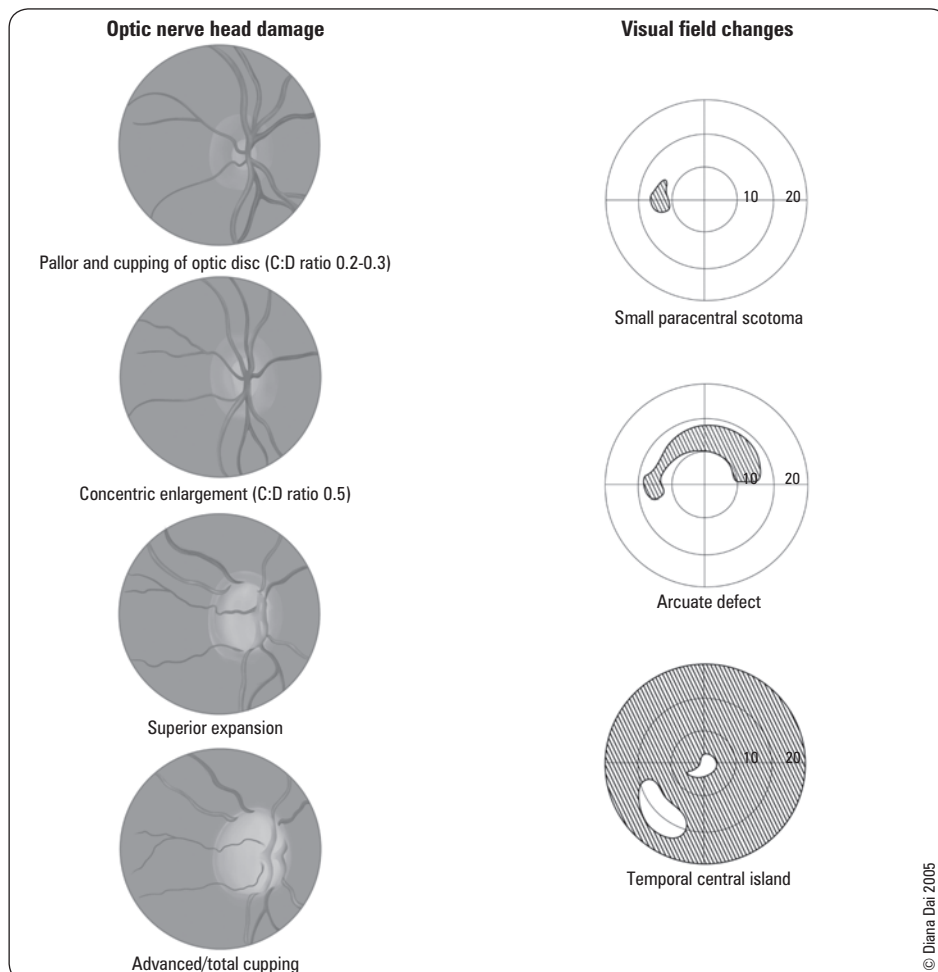 Optic nerve head damage
Pallor and cupping of optic disc (C:D ratio 0.2-0.3)
Concentric enlargement (C:D ratio 0.5)
Superior expansion
Advanced/total cupping
Visual field changes
10 20
Small paracentral scotoma
10 20
Arcuate defect
10 20
Temporal central island
© Diana Dai 2005